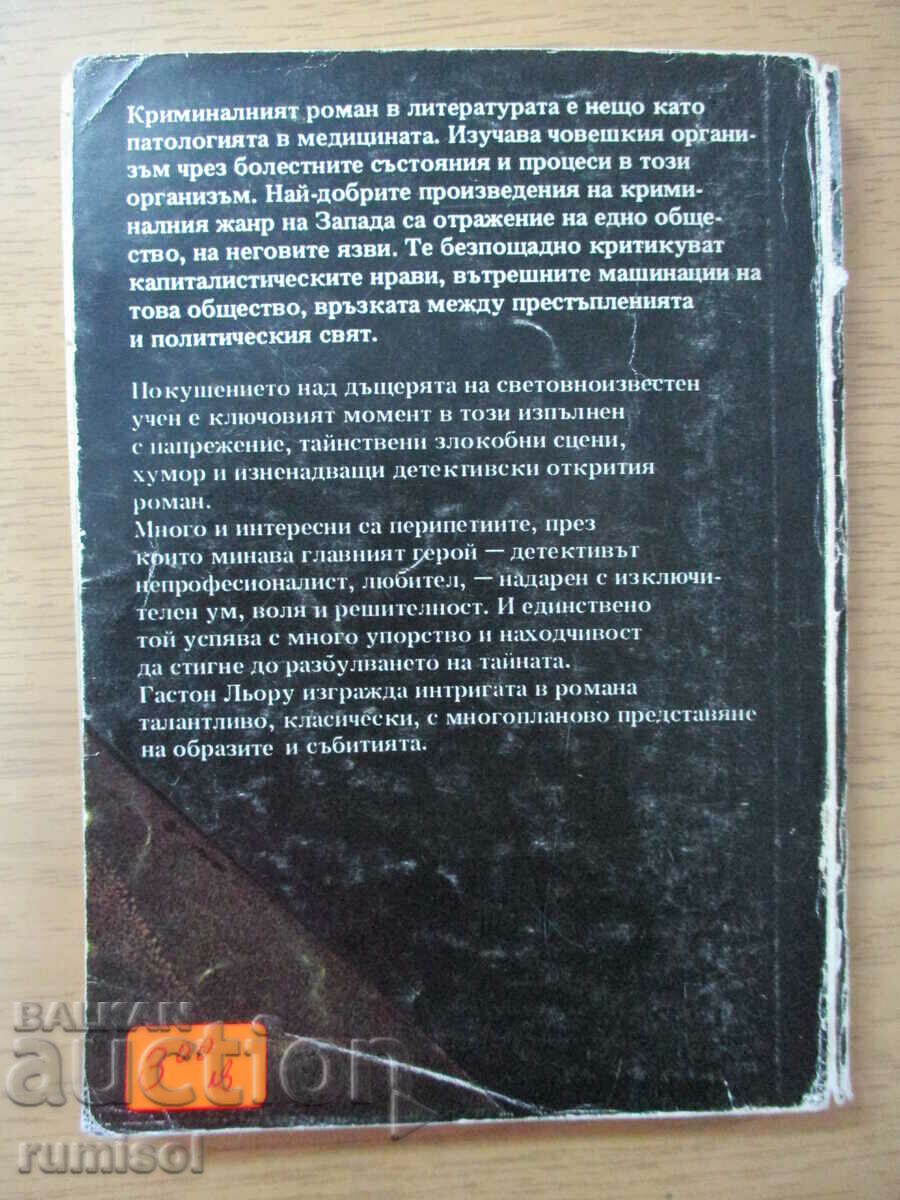 Криминалният роман в литературата е нещо като
патологията в медицината. Изучава човешкия органи-
зъм чрез болестните състояния и процеси в този
организъм. Най-добрите произведения на крими-
налния жанр на Запада са отражение на едно обще-
ство, на неговите язви. Те безпощадно критикуват
капиталистическите нрави, вътрешните машинации на
това общество, връзката между престъпленията
и политическия свят.
Покушението над дъщерята на световноизвестен
учен е ключовият момент в този изпълнен
с напрежение, тайнствени злокобни сцени,
хумор и изненадващи детективски открития
роман.
Много и интересни са перипетиите, през
които минава главният герой — детективът
непрофесионалист, любител, — надарен с изключи-
телен ум, воля и решителност. И единствено
той успява с много упорство и находчивост
да стигне до разбулването на тайната.
Гастон Льору изгражда интригата в романа
талантливо, класически, с многопланово представяне
на образите и събитията.
BALKAN
auction
3 00 лв
rumisol